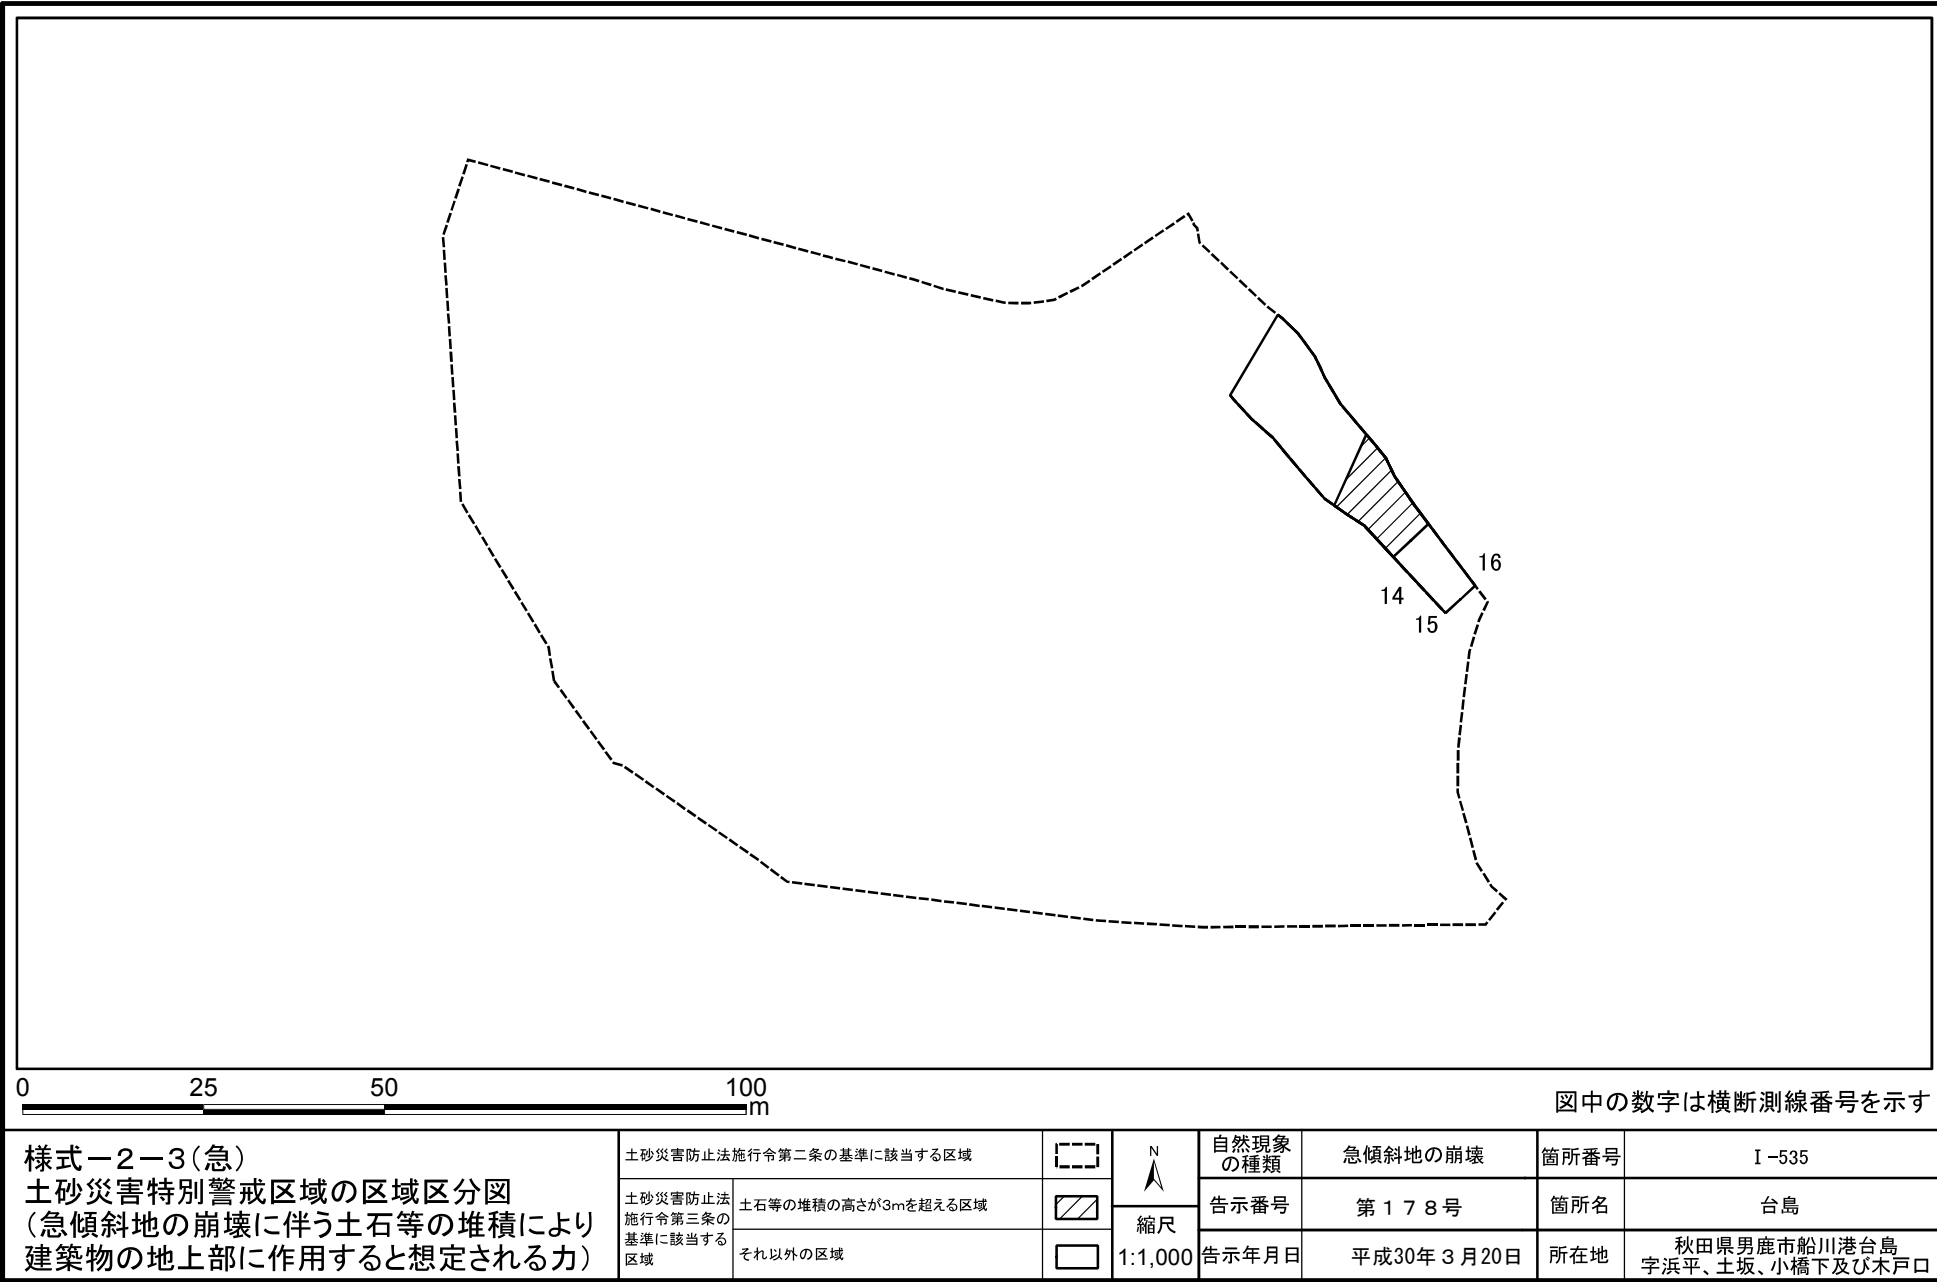 16
14
15
0 25 50 100
m
図中の数字は横断測線番号を示す
様式－2－3(急)
土砂災害特別警戒区域の区域区分図
(急傾斜地の崩壊に伴う土石等の堆積により
建築物の地上部に作用すると想定される力)
土砂災害防止法施行令第二条の基準に該当する区域
土砂災害防止法
施行令第三条の
基準に該当する
区域
土石等の堆積の高さが3mを超える区域
それ以外の区域
N
縮尺
1:1,000
自然現象
の種類
急傾斜地の崩壊
箇所番号
Ⅰ-535
告示番号
第１７８号
箇所名
台島
告示年月日
平成30年３月20日
所在地
秋田県男鹿市船川港台島
字浜平、土坂、小橋下及び木戸口